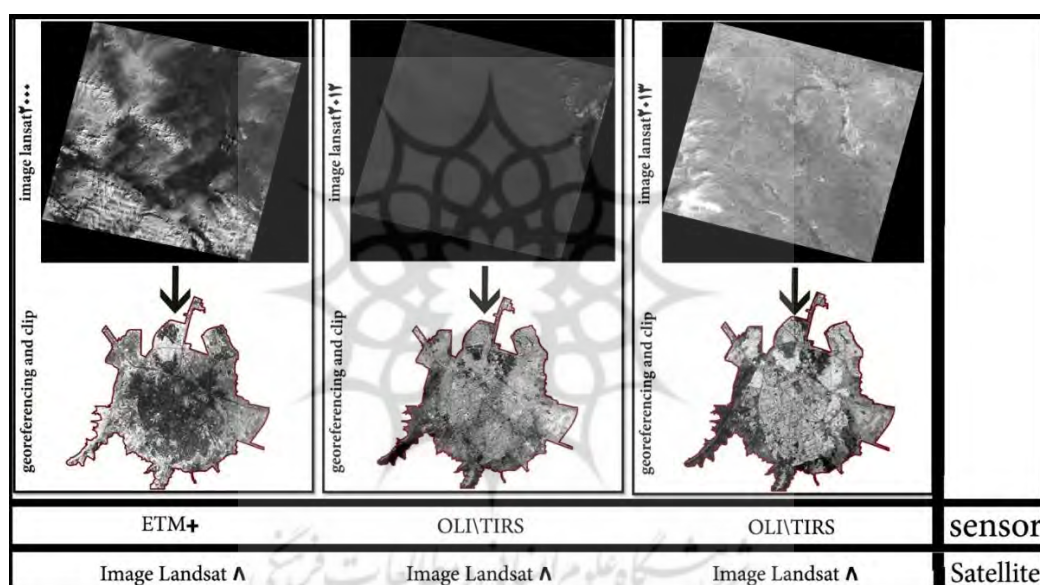 image lansat۲۰۰۰
georeferencing and clip
image lansat۲۰۱۲
georeferencing and clip
image lansat۲۰۱۳
georeferencing and clip
ETM+ OLI\TIRS OLI\TIRS sensor
Image Landsat ۸ Image Landsat ۸ Image Landsat ۸ Satellite